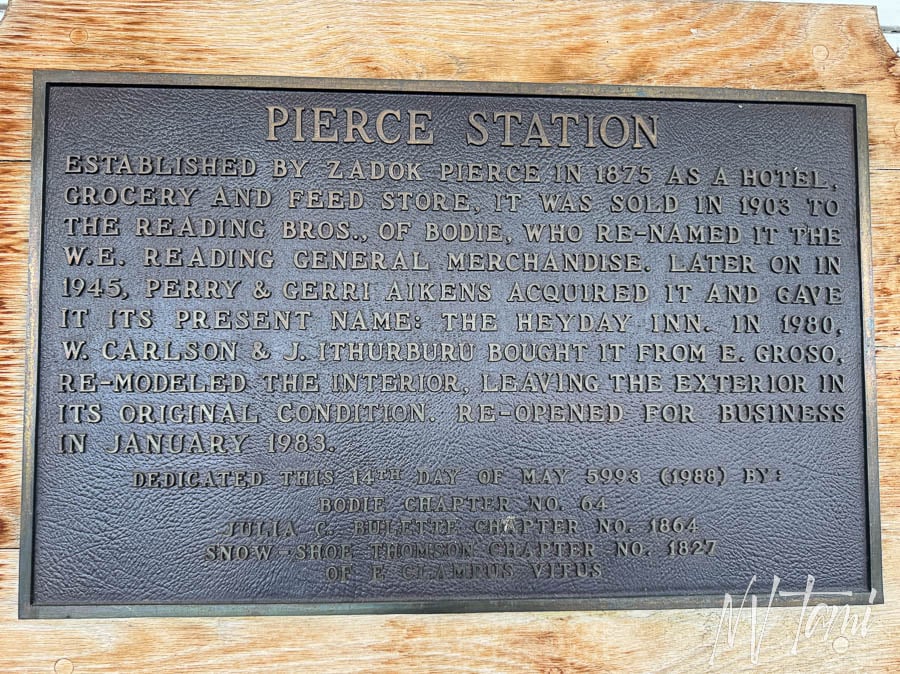 PIERCE STATION
ESTABLISHED BY ZADOK PIERCE IN 1875 AS A HOTEL,
GROCERY AND FEED STORE, IT WAS SOLD IN 1903 TO
THE READING BROS., OF BODIE, WHO RE-NAMED IT THE
W.E. READING GENERAL MERCHANDISE. LATER ON IN
1945, PERRY & GERRI AIKENS ACQUIRED IT AND GAVE
IT ITS PRESENT NAME: THE HEYDAY INN. IN 1980,
W. CARLSON & J. ITHURBURU BOUGHT IT FROM E. GROSO,
RE-MODELED THE INTERIOR, LEAVING THE EXTERIOR IN
ITS ORIGINAL CONDITION. RE-OPENED FOR BUSINESS
IN JANUARY 1983.
DEDICATED THIS 14TH DAY OF MAY 5993 (1988) BY:
BODIE CHAPTER NO. 64
JULIA C. BULETTE CHAPTER NO. 1864
SNOW-SHOE THOMSON CHAPTER NO. 1827
OF E CLAMPUS VITUS
NV Tami